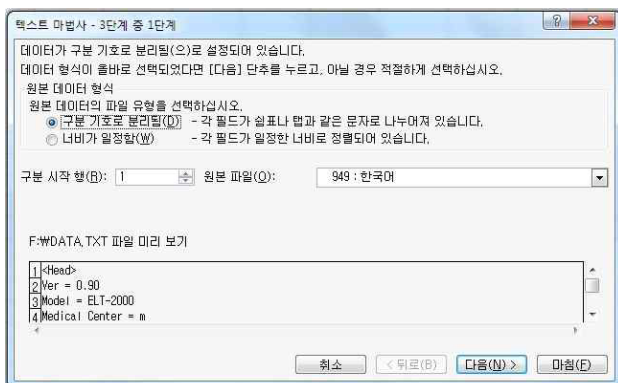 텍스트 마법사 - 3단계 중 1단계
데이터가 구분 기호로 분리됨(으)로 설정되어 있습니다.
데이터 형식이 올바로 선택되었다면 [다음] 단추를 누르고, 아닐 경우 적절하게 선택하십시오.
원본 데이터 형식
원본 데이터의 파일 유형을 선택하십시오.
구분 기호로 분리됨(D) - 각 필드가 쉼표나 탭과 같은 문자로 나누어져 있습니다.
너비가 일정함(W) - 각 필드가 일정한 너비로 정렬되어 있습니다.
구분 시작 행(R): 1 원본 파일(O): 949 : 한국어
F:₩DATA.TXT 파일 미리 보기
1 <Head>
2 Ver = 0.90
3 Model = ELT-2000
4 Medical Center = m
취소 < 뒤로(B) 다음(N) > 마침(F)